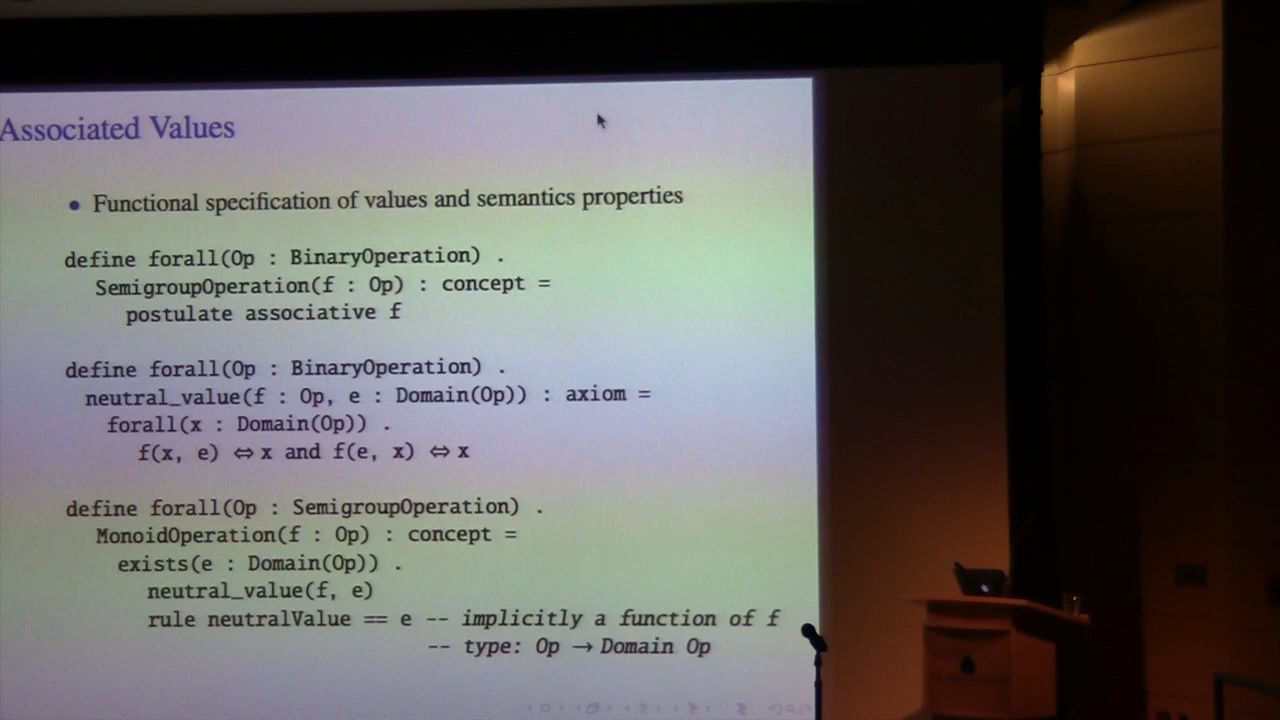 Associated Values
• Functional specification of values and semantics properties
define forall(Op : BinaryOperation) .
SemigroupOperation(f : Op) : concept =
postulate associative f
define forall(Op : BinaryOperation) .
neutral_value(f : Op, e : Domain(Op)) : axiom =
forall(x : Domain(Op)) .
f(x, e) ⇔ x and f(e, x) ⇔ x
define forall(Op : SemigroupOperation) .
MonoidOperation(f : Op) : concept =
exists(e : Domain(Op)) .
neutral_value(f, e)
rule neutralValue == e -- implicitly a function of f
-- type: Op → Domain Op